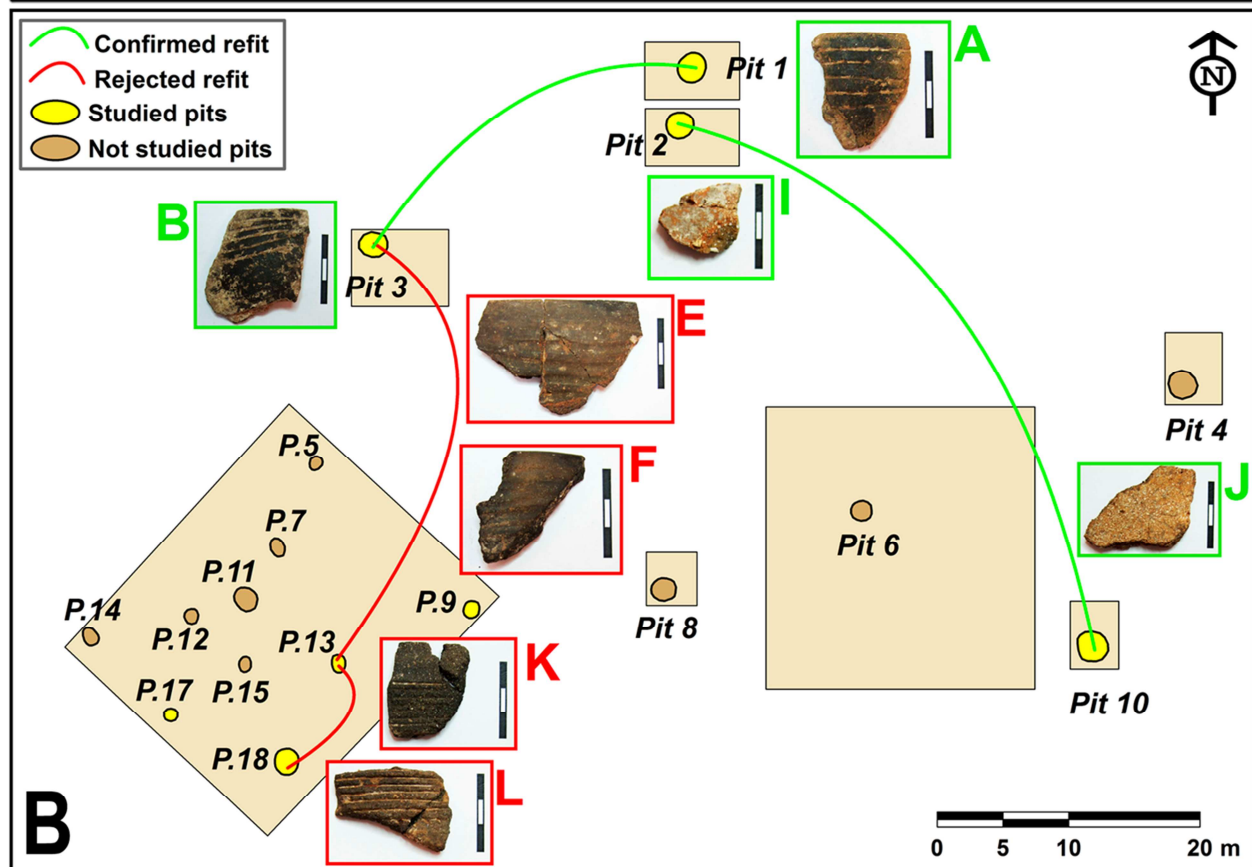 Confirmed refit
Rejected refit
Studied pits
Not studied pits
N
A
Pit 1
Pit 2
I
B
Pit 3
E
Pit 4
P.5
F
J
P.7
Pit 6
P.11
P.9
P.14
P.12
Pit 8
P.13
K
P.15
P.17
Pit 10
P.18
L
B
0 5 10 20 m